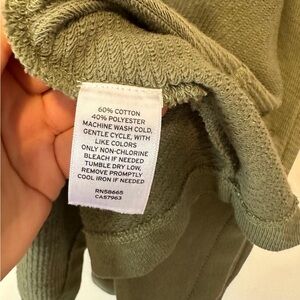 60% COTTON
40% POLYESTER
MACHINE WASH COLD,
GENTLE CYCLE, WITH
LIKE COLORS
ONLY NON-CHLORINE
BLEACH IF NEEDED
TUMBLE DRY LOW,
REMOVE PROMPTLY
COOL IRON IF NEEDED
RN58665
CA57963